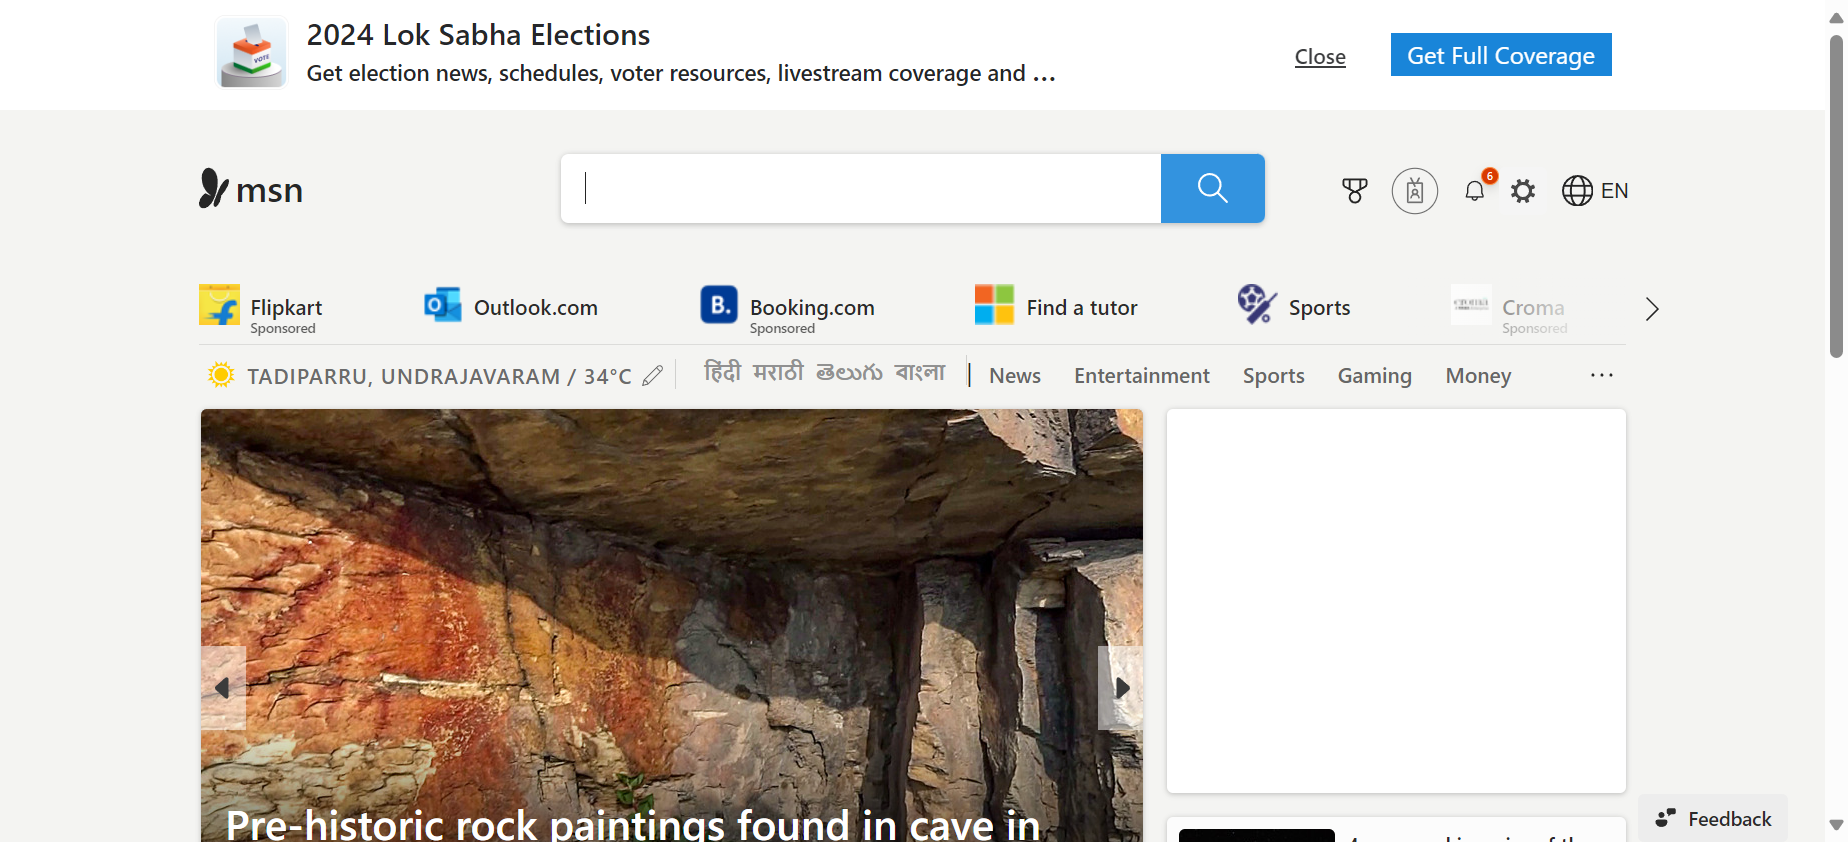 2024 Lok Sabha Elections
Get election news, schedules, voter resources, livestream coverage and ...
Close
Get Full Coverage
VOTE
msn
6
EN
Flipkart
Sponsored
Outlook.com
B.
Booking.com
Sponsored
Find a tutor
Sports
croma
Croma
Sponsored
TADIPARRU, UNDRAJAVARAM / 34°C
हिंदी मराठी తెలుగు বাংলা
News Entertainment Sports Gaming Money ...
Pre-historic rock paintings found in cave in
Feedback